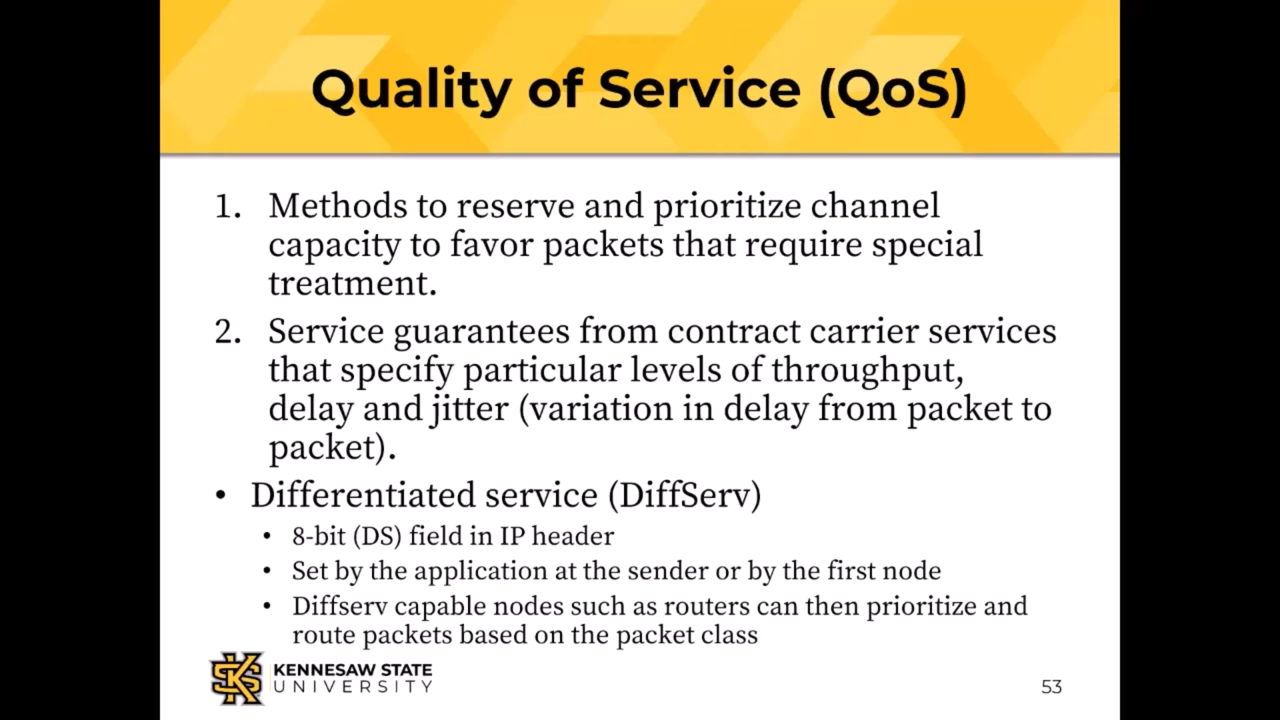 Quality of Service (QoS)
1. Methods to reserve and prioritize channel
capacity to favor packets that require special
treatment.
2. Service guarantees from contract carrier services
that specify particular levels of throughput,
delay and jitter (variation in delay from packet to
packet).
• Differentiated service (DiffServ)
• 8-bit (DS) field in IP header
• Set by the application at the sender or by the first node
• Diffserv capable nodes such as routers can then prioritize and
route packets based on the packet class
KS
KENNESAW STATE
UNIVERSITY
53